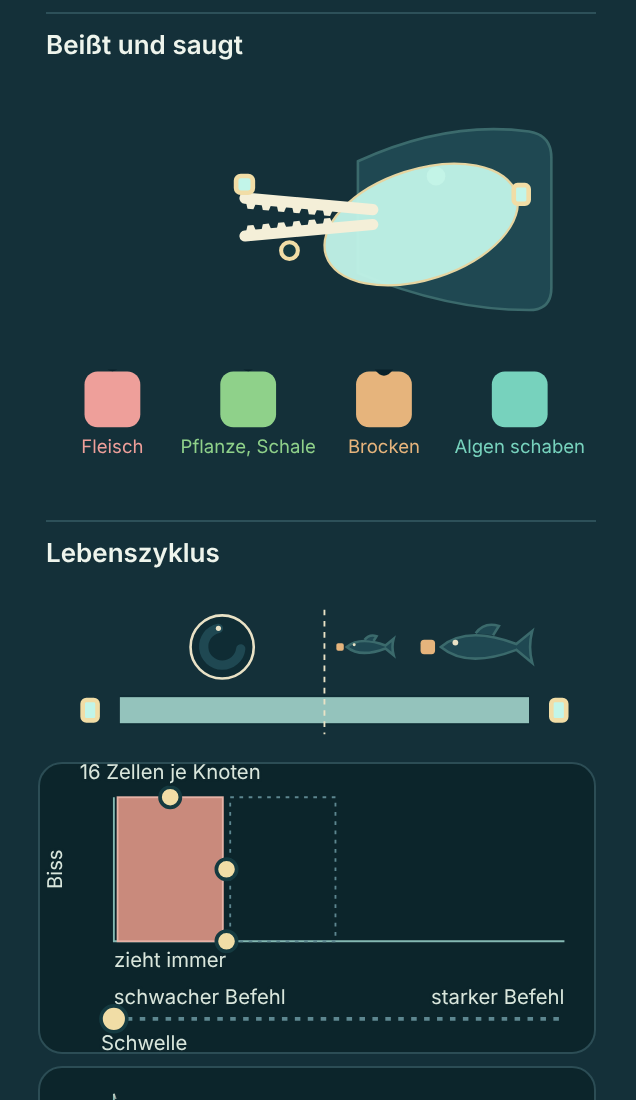 Beißt und saugt
Fleisch
Pflanze, Schale
Brocken
Algen schaben
Lebenszyklus
16 Zellen je Knoten
Biss
zieht immer
schwacher Befehl
starker Befehl
Schwelle